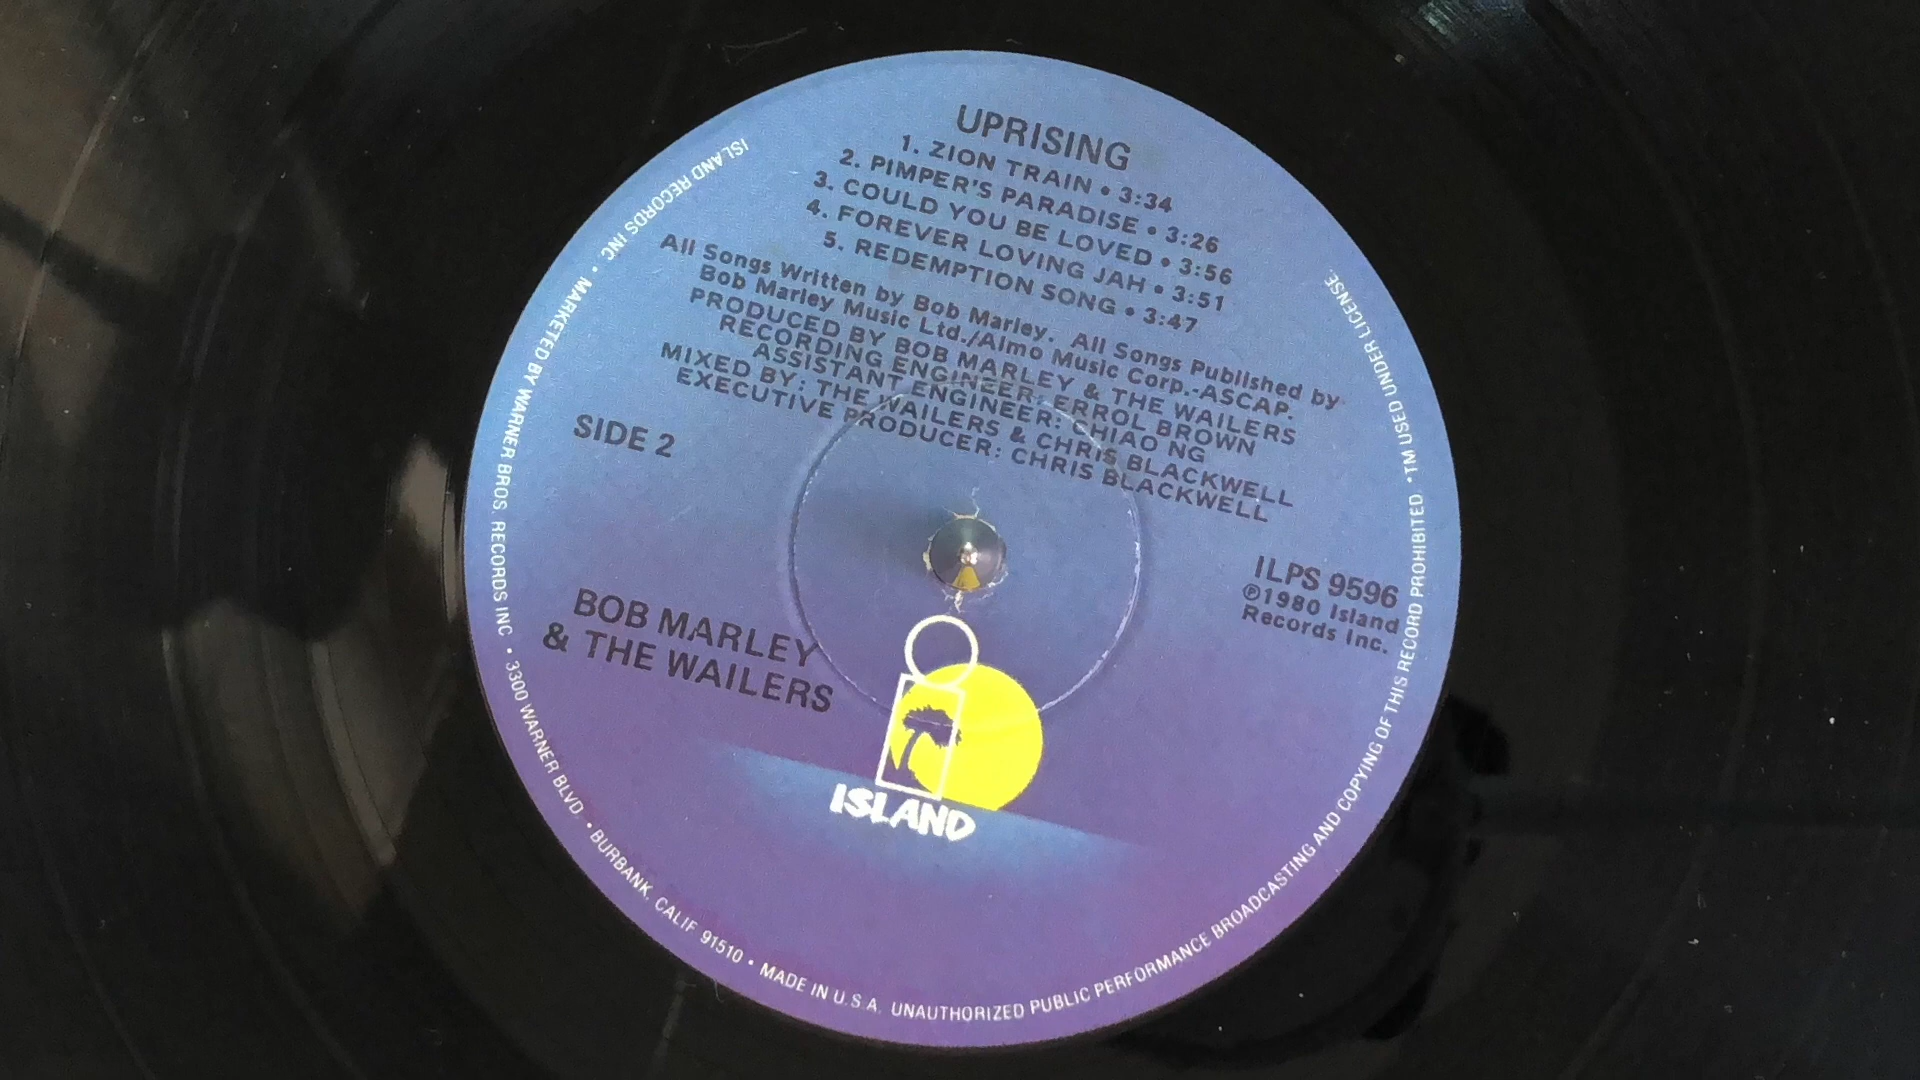 UPRISING
1. ZION TRAIN • 3:34
2. PIMPER'S PARADISE • 3:26
3. COULD YOU BE LOVED • 3:56
4. FOREVER LOVING JAH • 3:51
5. REDEMPTION SONG • 3:47
All Songs Written by Bob Marley. All Songs Published by
Bob Marley Music Ltd./Almo Music Corp.-ASCAP.
PRODUCED BY BOB MARLEY & THE WAILERS
RECORDING ENGINEER: ERROL BROWN
ASSISTANT ENGINEER: CHIAO NG
MIXED BY: THE WAILERS & CHRIS BLACKWELL
EXECUTIVE PRODUCER: CHRIS BLACKWELL
SIDE 2
ILPS 9596
℗1980 Island
Records Inc.
BOB MARLEY
& THE WAILERS
ISLAND
ISLAND RECORDS INC. • MARKETED BY WARNER BROS. RECORDS INC • 3300 WARNER BLVD. • BURBANK, CALIF 91510 • MADE IN U.S.A. UNAUTHORIZED PUBLIC PERFORMANCE BROADCASTING AND COPYING OF THIS RECORD PROHIBITED. • TM USED UNDER LICENSE.